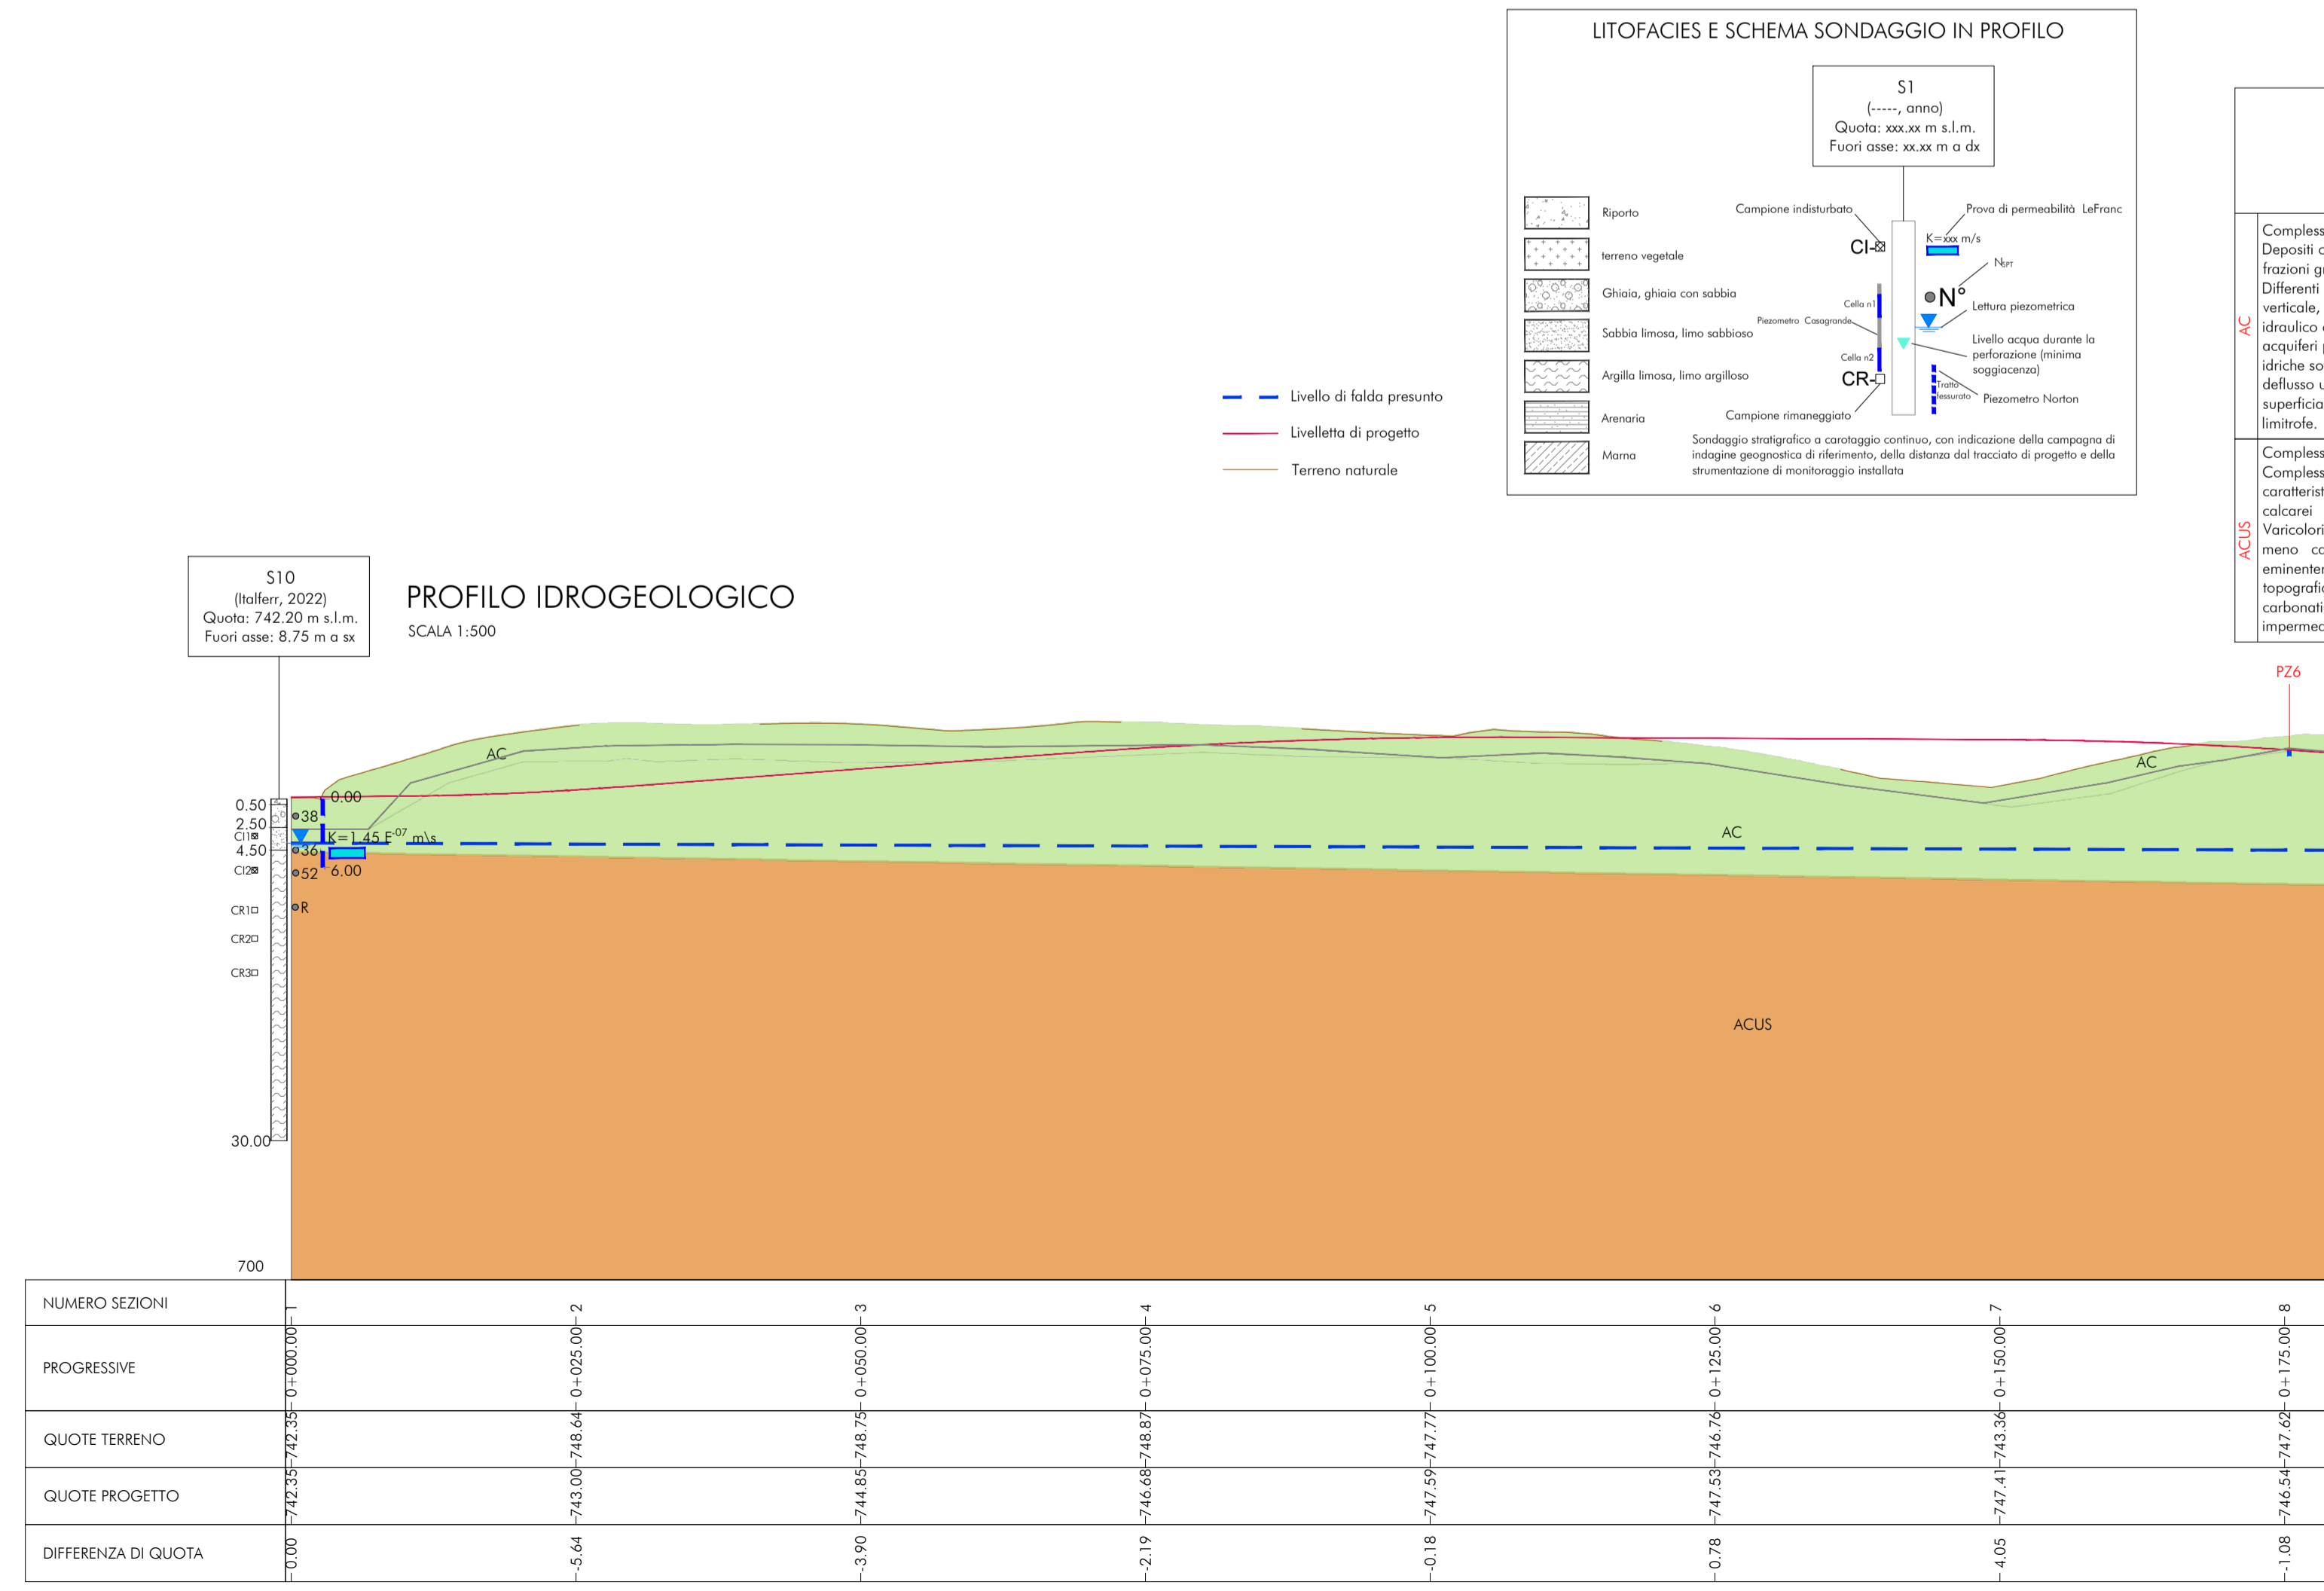 LITOFACIES E SCHEMA SONDAGGIO IN PROFILO
S1
(-----, anno)
Quota: xxx.xx m s.l.m.
Fuori asse: xx.xx m a dx
Riporto
terreno vegetale
Ghiaia, ghiaia con sabbia
Sabbia limosa, limo sabbioso
Argilla limosa, limo argilloso
Arenaria
Marna
Campione indisturbato
CI-
Cella n1
Piezometro Casagrande
Cella n2
CR-
Campione rimaneggiato
Prova di permeabilità LeFranc
K=xxx m/s
NSPT
N°
Lettura piezometrica
Livello acqua durante la
perforazione (minima
soggiacenza)
Tratto
fessurato
Piezometro Norton
Sondaggio stratigrafico a carotaggio continuo, con indicazione della campagna di
indagine geognostica di riferimento, della distanza dal tracciato di progetto e della
strumentazione di monitoraggio installata
Livello di falda presunto
Livelletta di progetto
Terreno naturale
AC
Depositi
Differenti
verticale,
idraulico
acquiferi
deflusso
limitrofe.
ACUS
calcarei
meno
S10
(Italferr, 2022)
Quota: 742.20 m s.l.m.
Fuori asse: 8.75 m a sx
PROFILO IDROGEOLOGICO
SCALA 1:500
PZ6
AC
AC
AC
ACUS
0.50
2.50
CI1
4.50
CI2
CR1
CR2
CR3
30.00
700
0.00
38
K=1.45 E-07 m\s
36
52
6.00
R
NUMERO SEZIONI 1 2 3 4 5 6 7 8
PROGRESSIVE 0+000.00 0+025.00 0+050.00 0+075.00 0+100.00 0+125.00 0+150.00 0+175.00
QUOTE TERRENO 742.35 748.64 748.75 748.87 747.77 746.76 743.36 747.62
QUOTE PROGETTO 742.35 743.00 744.85 746.68 747.59 747.53 747.41 746.54
DIFFERENZA DI QUOTA 0.00 -5.64 -3.90 -2.19 -0.18 0.78 4.05 -1.08